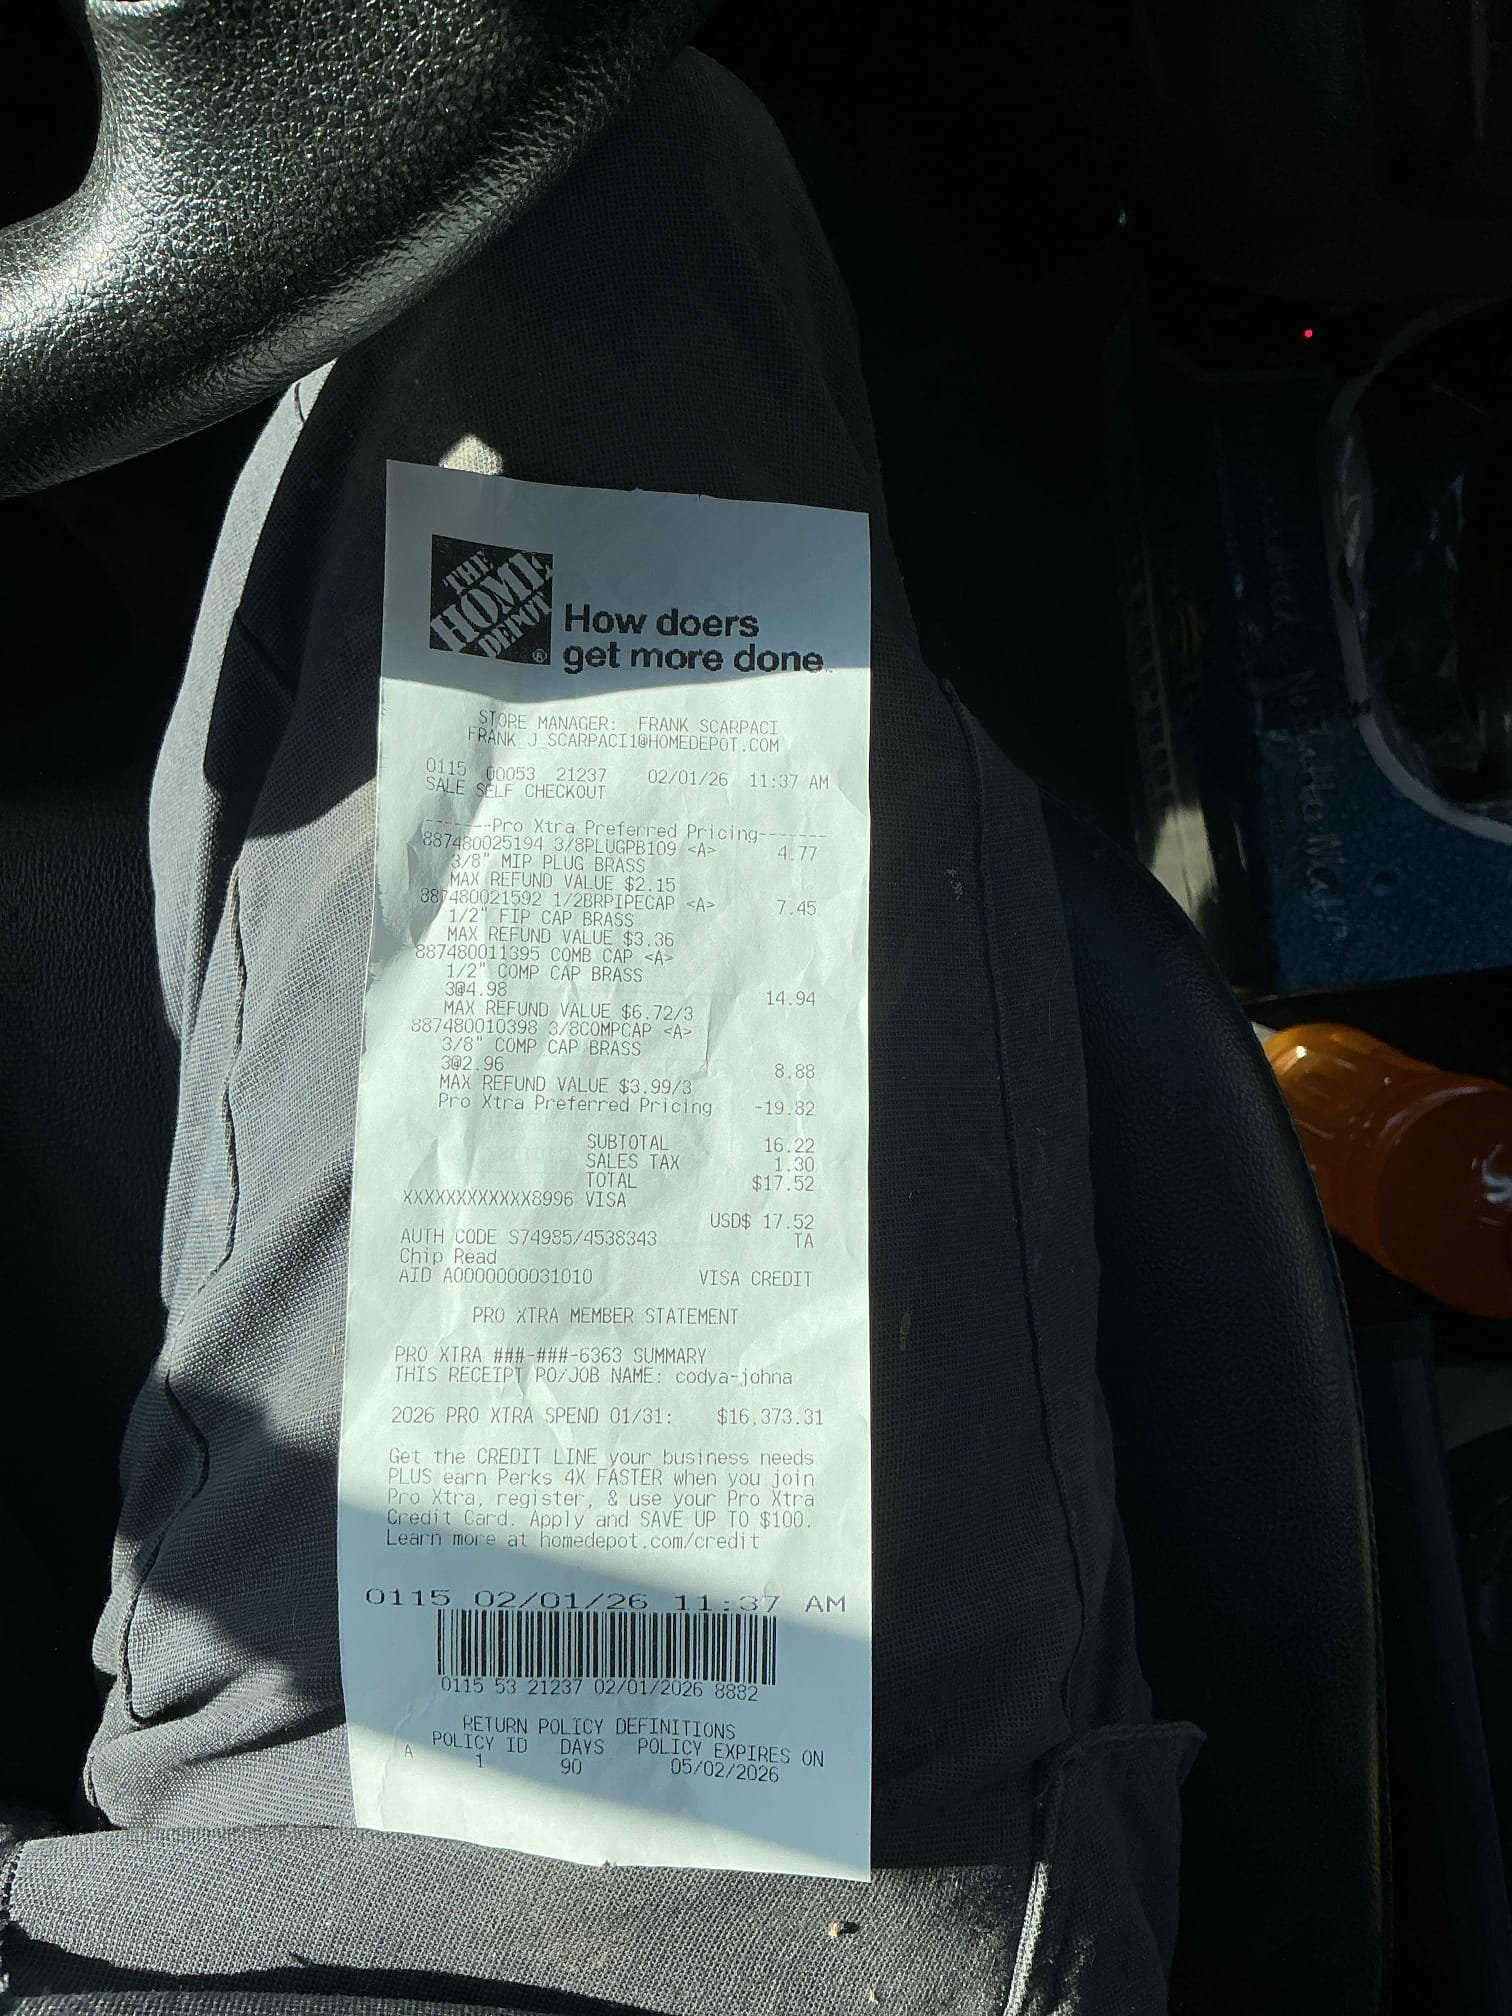 THE
HOME
DEPOT
®
How doers
get more done™
STORE MANAGER: FRANK SCARPACI
FRANK_J_SCARPACI1@HOMEDEPOT.COM
0115 00053 21237 02/01/26 11:37 AM
SALE SELF CHECKOUT
-------Pro Xtra Preferred Pricing-------
887480025194 3/8PLUGPB109 <A> 4.77
3/8" MIP PLUG BRASS
MAX REFUND VALUE $2.15
887480021592 1/2BRPIPECAP <A> 7.45
1/2" FIP CAP BRASS
MAX REFUND VALUE $3.36
887480011395 COMB CAP <A>
1/2" COMP CAP BRASS
3@4.98 14.94
MAX REFUND VALUE $6.72/3
887480010398 3/8COMPCAP <A>
3/8" COMP CAP BRASS
3@2.96 8.88
MAX REFUND VALUE $3.99/3
Pro Xtra Preferred Pricing -19.82
SUBTOTAL 16.22
SALES TAX 1.30
TOTAL $17.52
XXXXXXXXXXXX8996 VISA
USD$ 17.52
AUTH CODE S74985/4538343 TA
Chip Read
AID A0000000031010 VISA CREDIT
PRO XTRA MEMBER STATEMENT
PRO XTRA ###-###-6363 SUMMARY
THIS RECEIPT PO/JOB NAME: codya-johna
2026 PRO XTRA SPEND 01/31: $16,373.31
Get the CREDIT LINE your business needs
PLUS earn Perks 4X FASTER when you join
Pro Xtra, register, & use your Pro Xtra
Credit Card. Apply and SAVE UP TO $100.
Learn more at homedepot.com/credit
0115 02/01/26 11:37 AM
0115 53 21237 02/01/2026 8882
RETURN POLICY DEFINITIONS
POLICY ID DAYS POLICY EXPIRES ON
A 1 90 05/02/2026